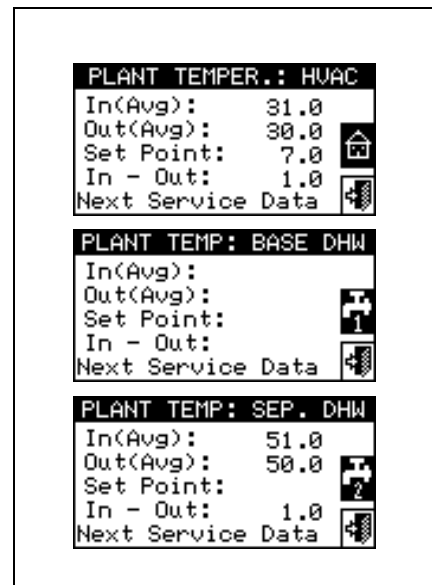 PLANT TEMPER.: HVAC
In(Avg): 31.0
Out(Avg): 30.0
Set Point: 7.0
In - Out: 1.0
Next Service Data
PLANT TEMP: BASE DHW
In(Avg):
Out(Avg):
Set Point:
1
In - Out:
Next Service Data
PLANT TEMP: SEP. DHW
In(Avg): 51.0
Out(Avg): 50.0
Set Point:
2
In - Out: 1.0
Next Service Data